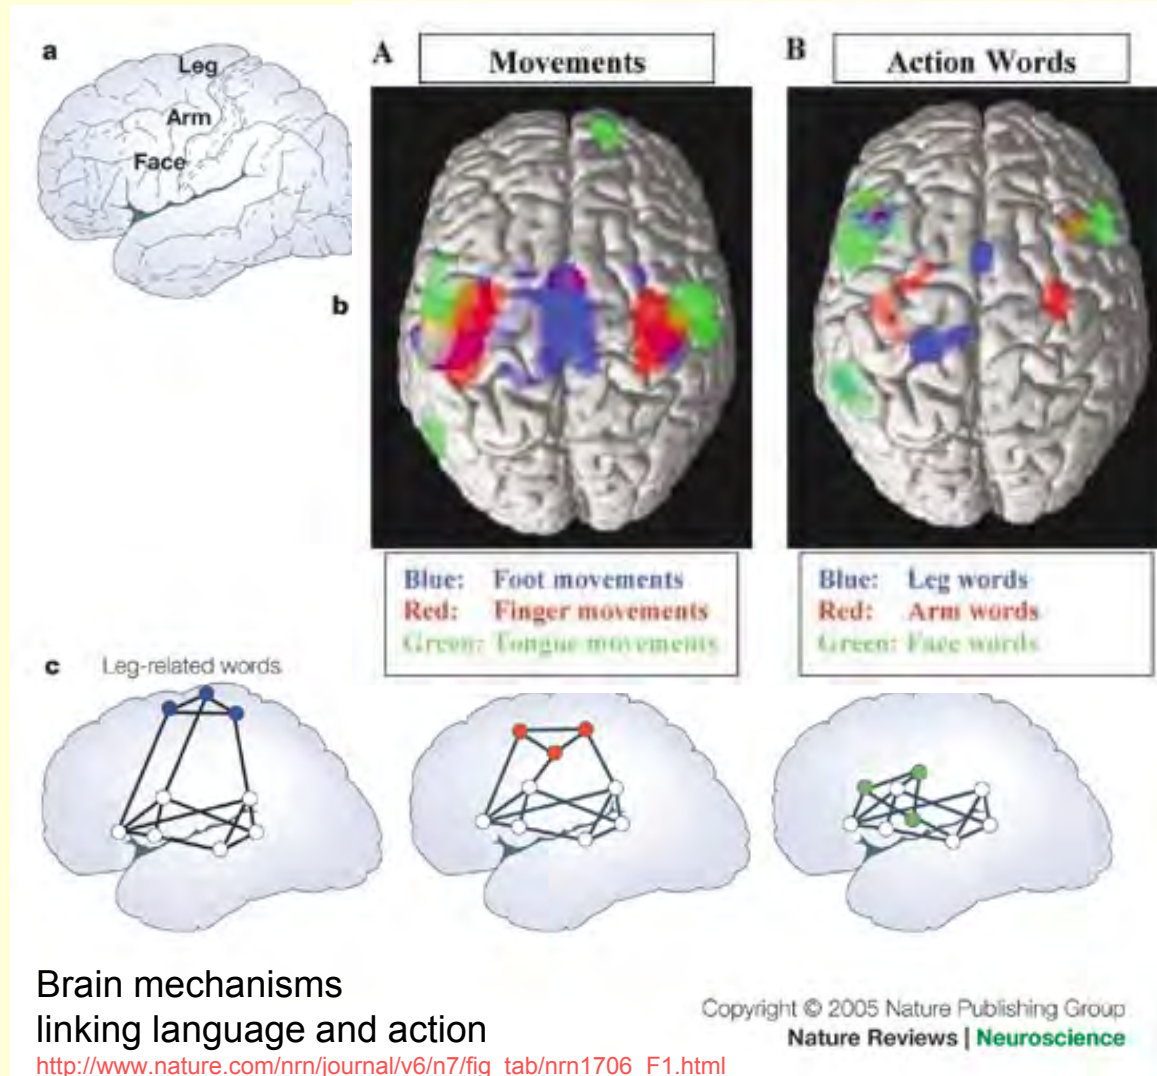 a
Leg
Arm
Face
b
A
Movements
B
Action Words
Blue: Foot movements
Red: Finger movements
Green: Tongue movements
Blue: Leg words
Red: Arm words
Green: Face words
c Leg-related words
Brain mechanisms
linking language and action
http://www.nature.com/nrn/journal/v6/n7/fig_tab/nrn1706_F1.html
Copyright © 2005 Nature Publishing Group
Nature Reviews | Neuroscience